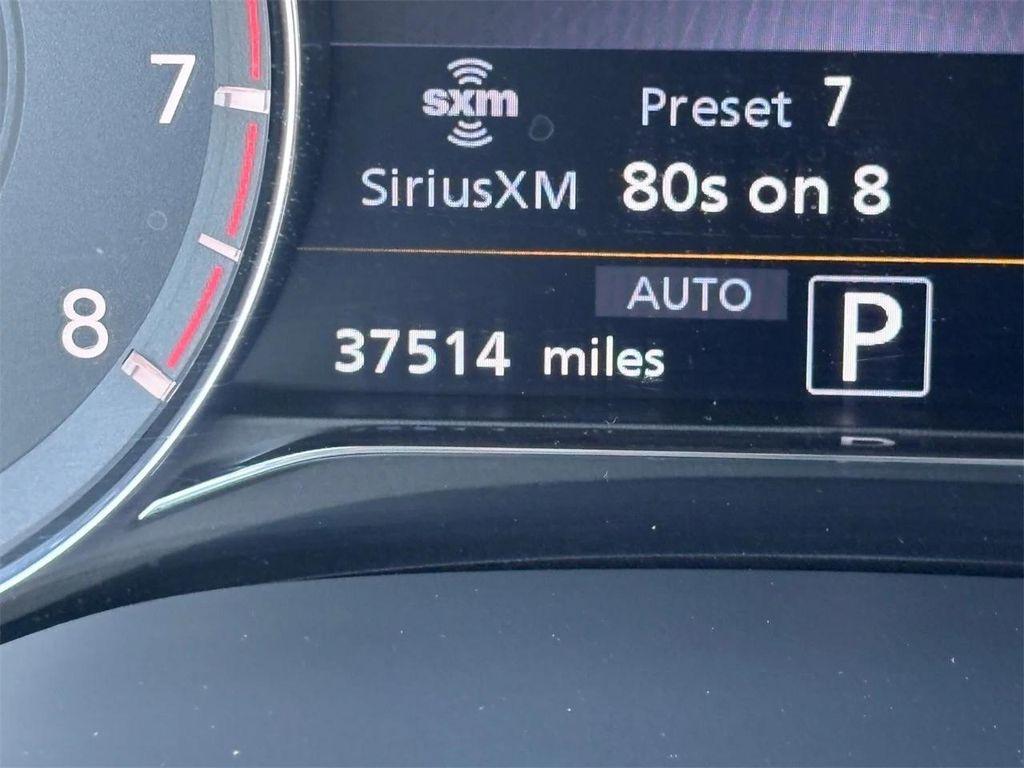 7
8
sxm
SiriusXM
Preset 7
80s on 8
AUTO
P
37514 miles